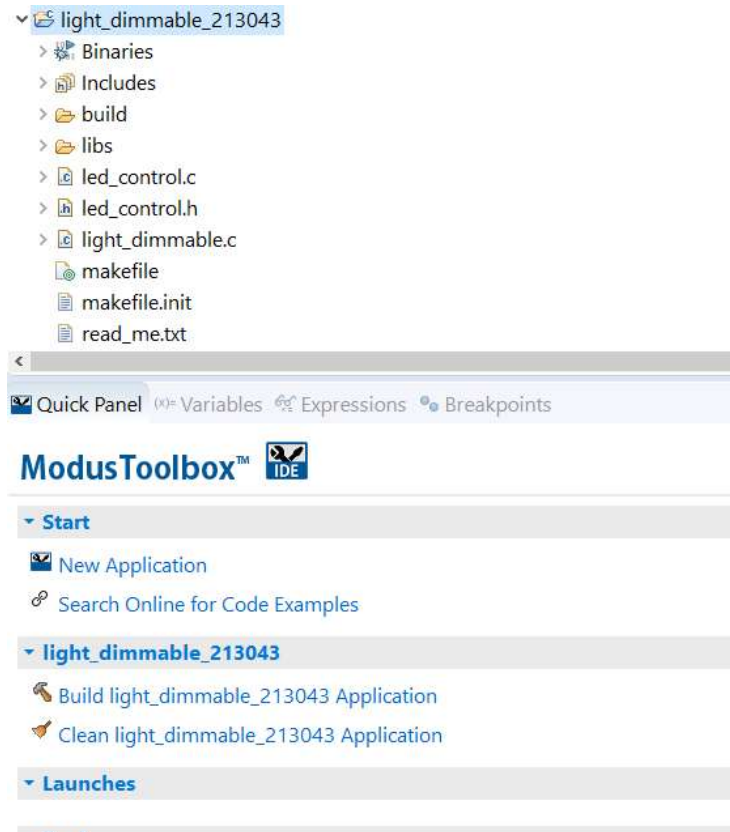 light_dimmable_213043
Binaries
Includes
build
libs
led_control.c
led_control.h
light_dimmable.c
makefile
makefile.init
read_me.txt
Quick Panel (x)= Variables Expressions Breakpoints
ModusToolbox™ IDE
Start
New Application
Search Online for Code Examples
light_dimmable_213043
Build light_dimmable_213043 Application
Clean light_dimmable_213043 Application
Launches